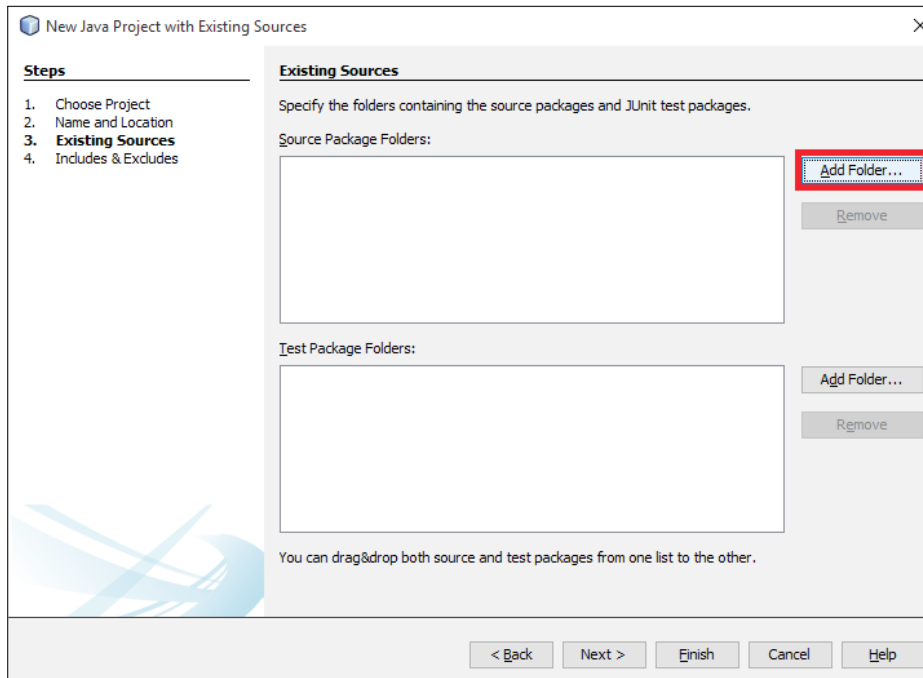 New Java Project with Existing Sources
Steps
1. Choose Project
2. Name and Location
3. Existing Sources
4. Includes & Excludes
Existing Sources
Specify the folders containing the source packages and JUnit test packages.
Source Package Folders:
Add Folder...
Remove
Test Package Folders:
Add Folder...
Remove
You can drag&drop both source and test packages from one list to the other.
< Back Next > Finish Cancel Help